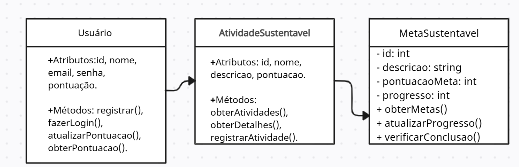 Usuário
+Atributos:id, nome,
email, senha,
pontuação.
+Métodos: registrar(),
fazerLogin(),
atualizarPontuacao(),
obterPontuacao().
AtividadeSustentavel
+Atributos: id, nome,
descricao, pontuacao.
+Métodos:
obterAtividades(),
obterDetalhes(),
registrarAtividade().
MetaSustentavel
- id: int
- descricao: string
- pontuacaoMeta: int
- progresso: int
+ obterMetas()
+ atualizarProgresso()
+ verificarConclusao()